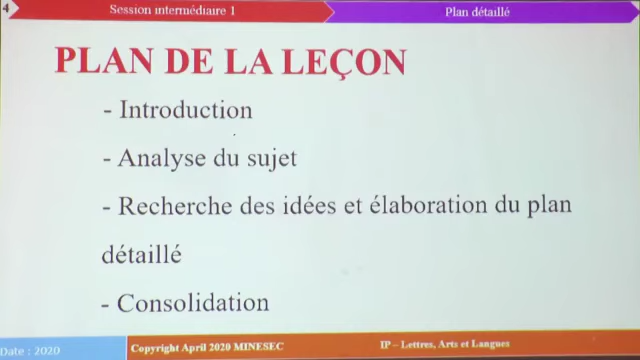 4
Session intermédiaire 1
Plan détaillé
PLAN DE LA LEÇON
- Introduction
- Analyse du sujet
- Recherche des idées et élaboration du plan
détaillé
- Consolidation
Date : 2020
Copyright April 2020 MINESEC
IP – Lettres, Arts et Langues